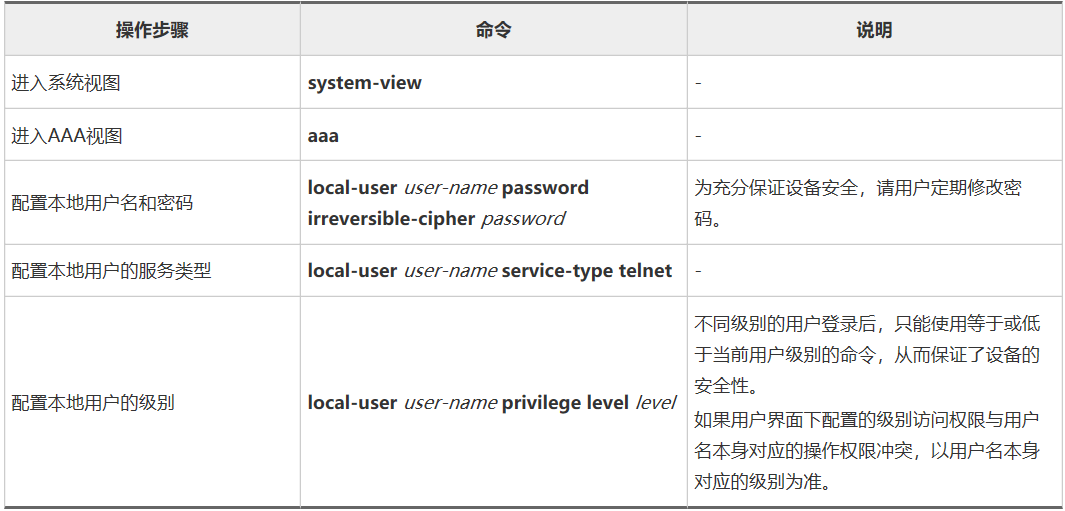 操作步骤 命令 说明
进入系统视图 system-view -
进入AAA视图 aaa -
配置本地用户名和密码 local-user user-name password
irreversible-cipher password
为充分保证设备安全，请用户定期修改密
码。
配置本地用户的服务类型 local-user user-name service-type telnet -
配置本地用户的级别 local-user user-name privilege level level
不同级别的用户登录后，只能使用等于或低
于当前用户级别的命令，从而保证了设备的
安全性。
如果用户界面下配置的级别访问权限与用户
名本身对应的操作权限冲突，以用户名本身
对应的级别为准。